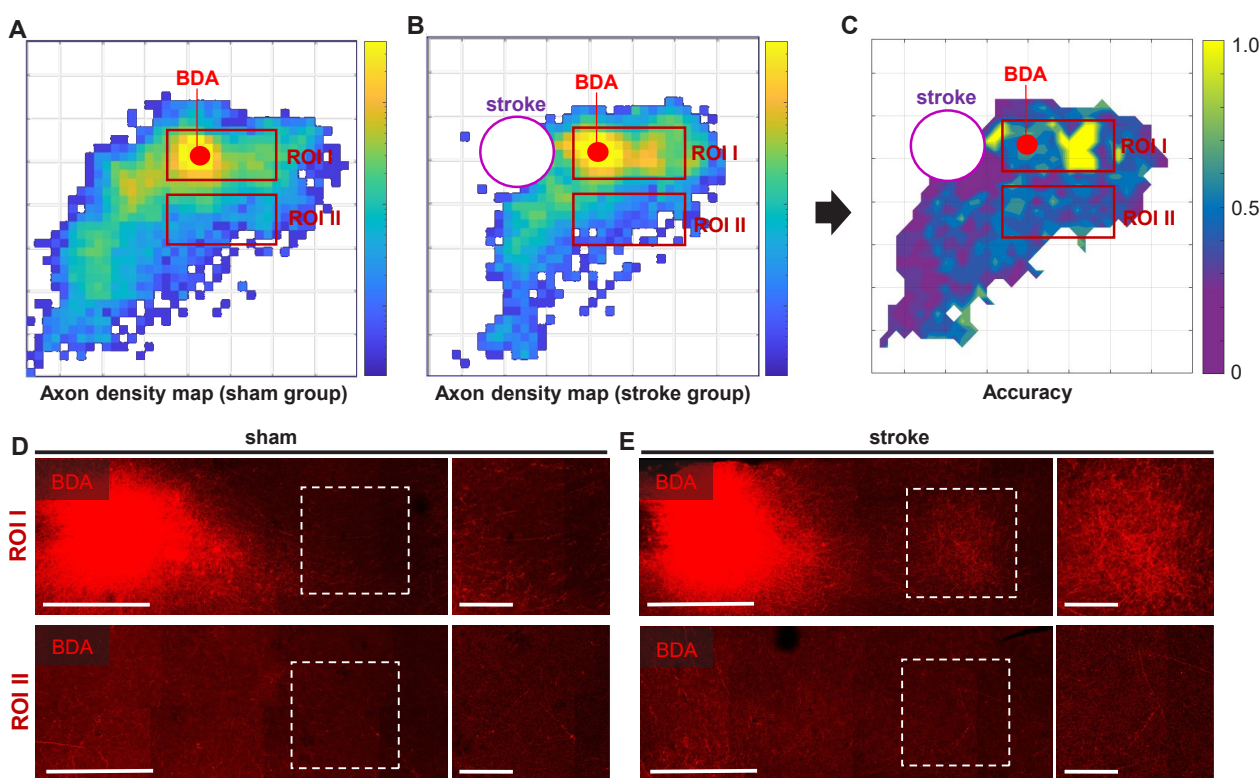 A
BDA
ROI I
ROI II
Axon density map (sham group)
B
stroke
BDA
ROI I
ROI II
Axon density map (stroke group)
C
stroke
BDA
ROI I
ROI II
1.0
0.5
0
Accuracy
D
sham
E
stroke
ROI I
BDA
BDA
ROI II
BDA
BDA